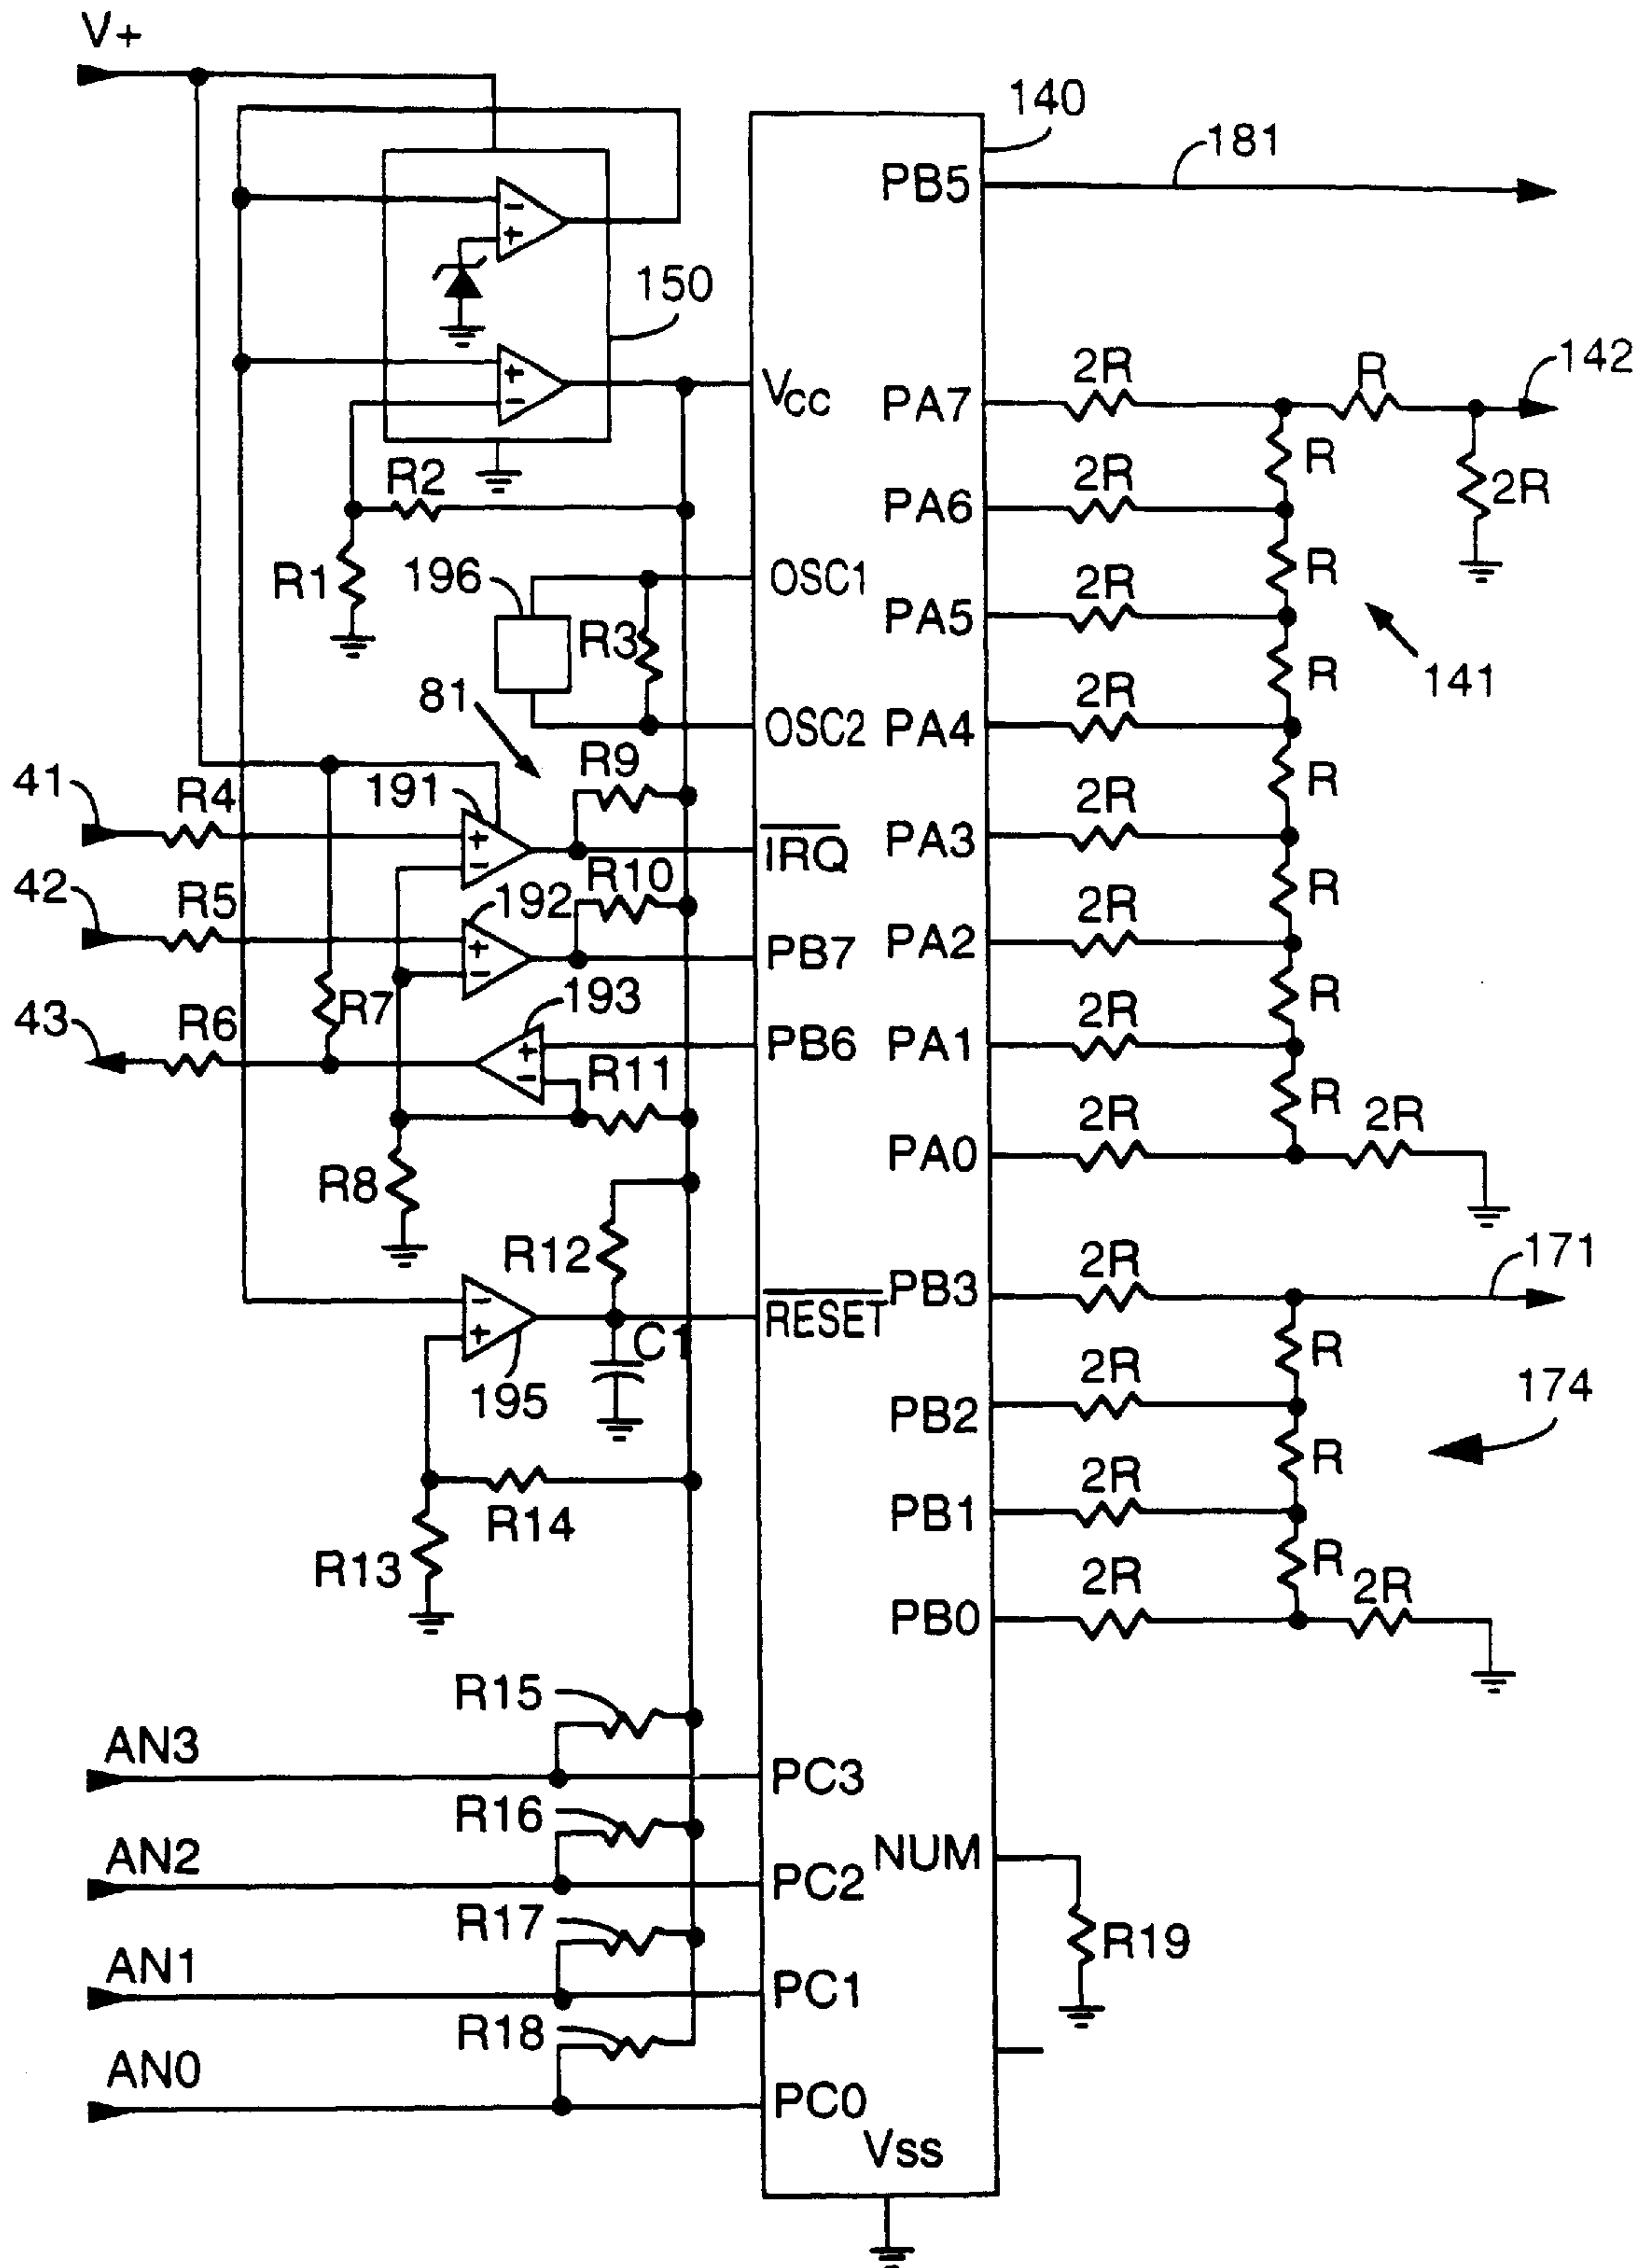 V+
140
181
PB5
- +
150
142
+ -
VCC
PA7
2R
R
R
2R
R2
PA6
2R
R
R1
196
OSC1
R3
PA5
2R
R
141
81
OSC2
PA4
2R
R
41
R4
191
R9
+ -
IRQ
PA3
2R
R
42
R5
192
R10
+ -
PB7
PA2
2R
R
43
R6
R7
193
+ -
PB6
PA1
2R
R
R11
PA0
2R
2R
R8
R12
171
PB3
2R
- +
RESET
C1
R
195
PB2
2R
R
174
R14
PB1
2R
R
R13
PB0
2R
2R
R15
AN3
PC3
R16
AN2
PC2
NUM
R17
R19
AN1
PC1
R18
AN0
PC0
Vss